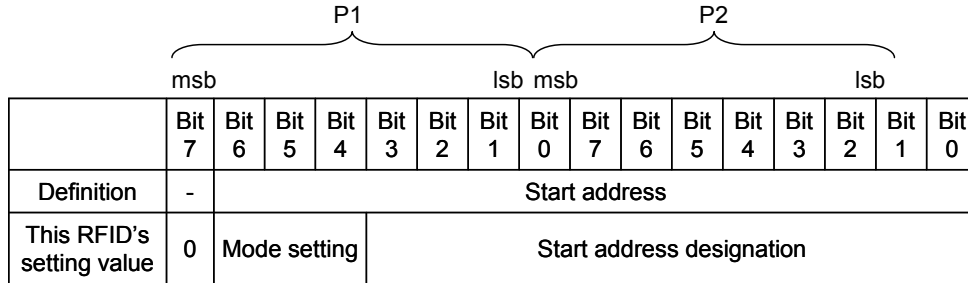 P1 P2
msb lsb msb lsb
Bit 7 Bit 6 Bit 5 Bit 4 Bit 3 Bit 2 Bit 1 Bit 0 Bit 7 Bit 6 Bit 5 Bit 4 Bit 3 Bit 2 Bit 1 Bit 0
Definition - Start address
This RFID's setting value 0 Mode setting Start address designation